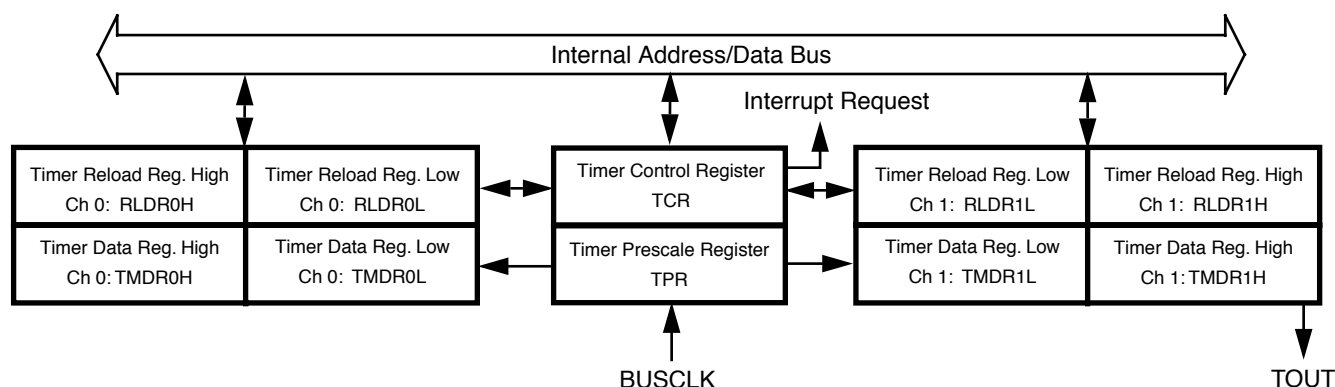 Internal Address/Data Bus
Interrupt Request
Timer Reload Reg. High
Ch 0: RLDR0H
Timer Reload Reg. Low
Ch 0: RLDR0L
Timer Control Register
TCR
Timer Reload Reg. Low
Ch 1: RLDR1L
Timer Reload Reg. High
Ch 1: RLDR1H
Timer Data Reg. High
Ch 0: TMDR0H
Timer Data Reg. Low
Ch 0: TMDR0L
Timer Prescale Register
TPR
Timer Data Reg. Low
Ch 1: TMDR1L
Timer Data Reg. High
Ch 1: TMDR1H
BUSCLK
TOUT